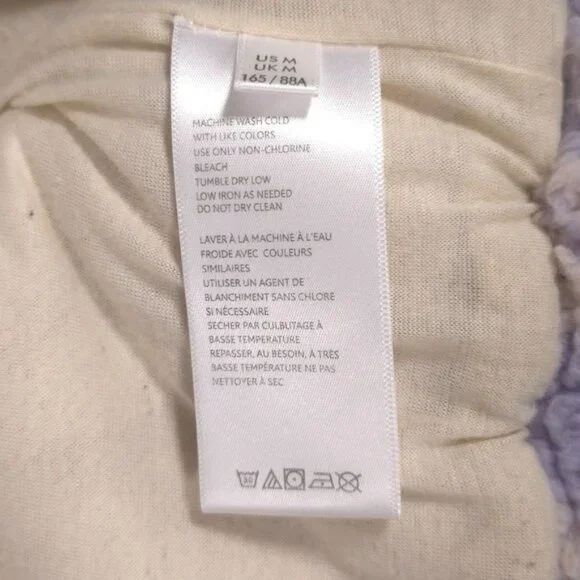 US M
UK M
165/88A
MACHINE WASH COLD
WITH LIKE COLORS
USE ONLY NON-CHLORINE
BLEACH
TUMBLE DRY LOW
LOW IRON AS NEEDED
DO NOT DRY CLEAN
LAVER À LA MACHINE À L'EAU
FROIDE AVEC COULEURS
SIMILAIRES
UTILISER UN AGENT DE
BLANCHIMENT SANS CHLORE
SI NÉCESSAIRE
SECHER PAR CULBUTAGE À
BASSE TEMPERATURE
REPASSER, AU BESOIN, À TRÈS
BASSE TEMPÉRATURE NE PAS
NETTOYER À SEC
30